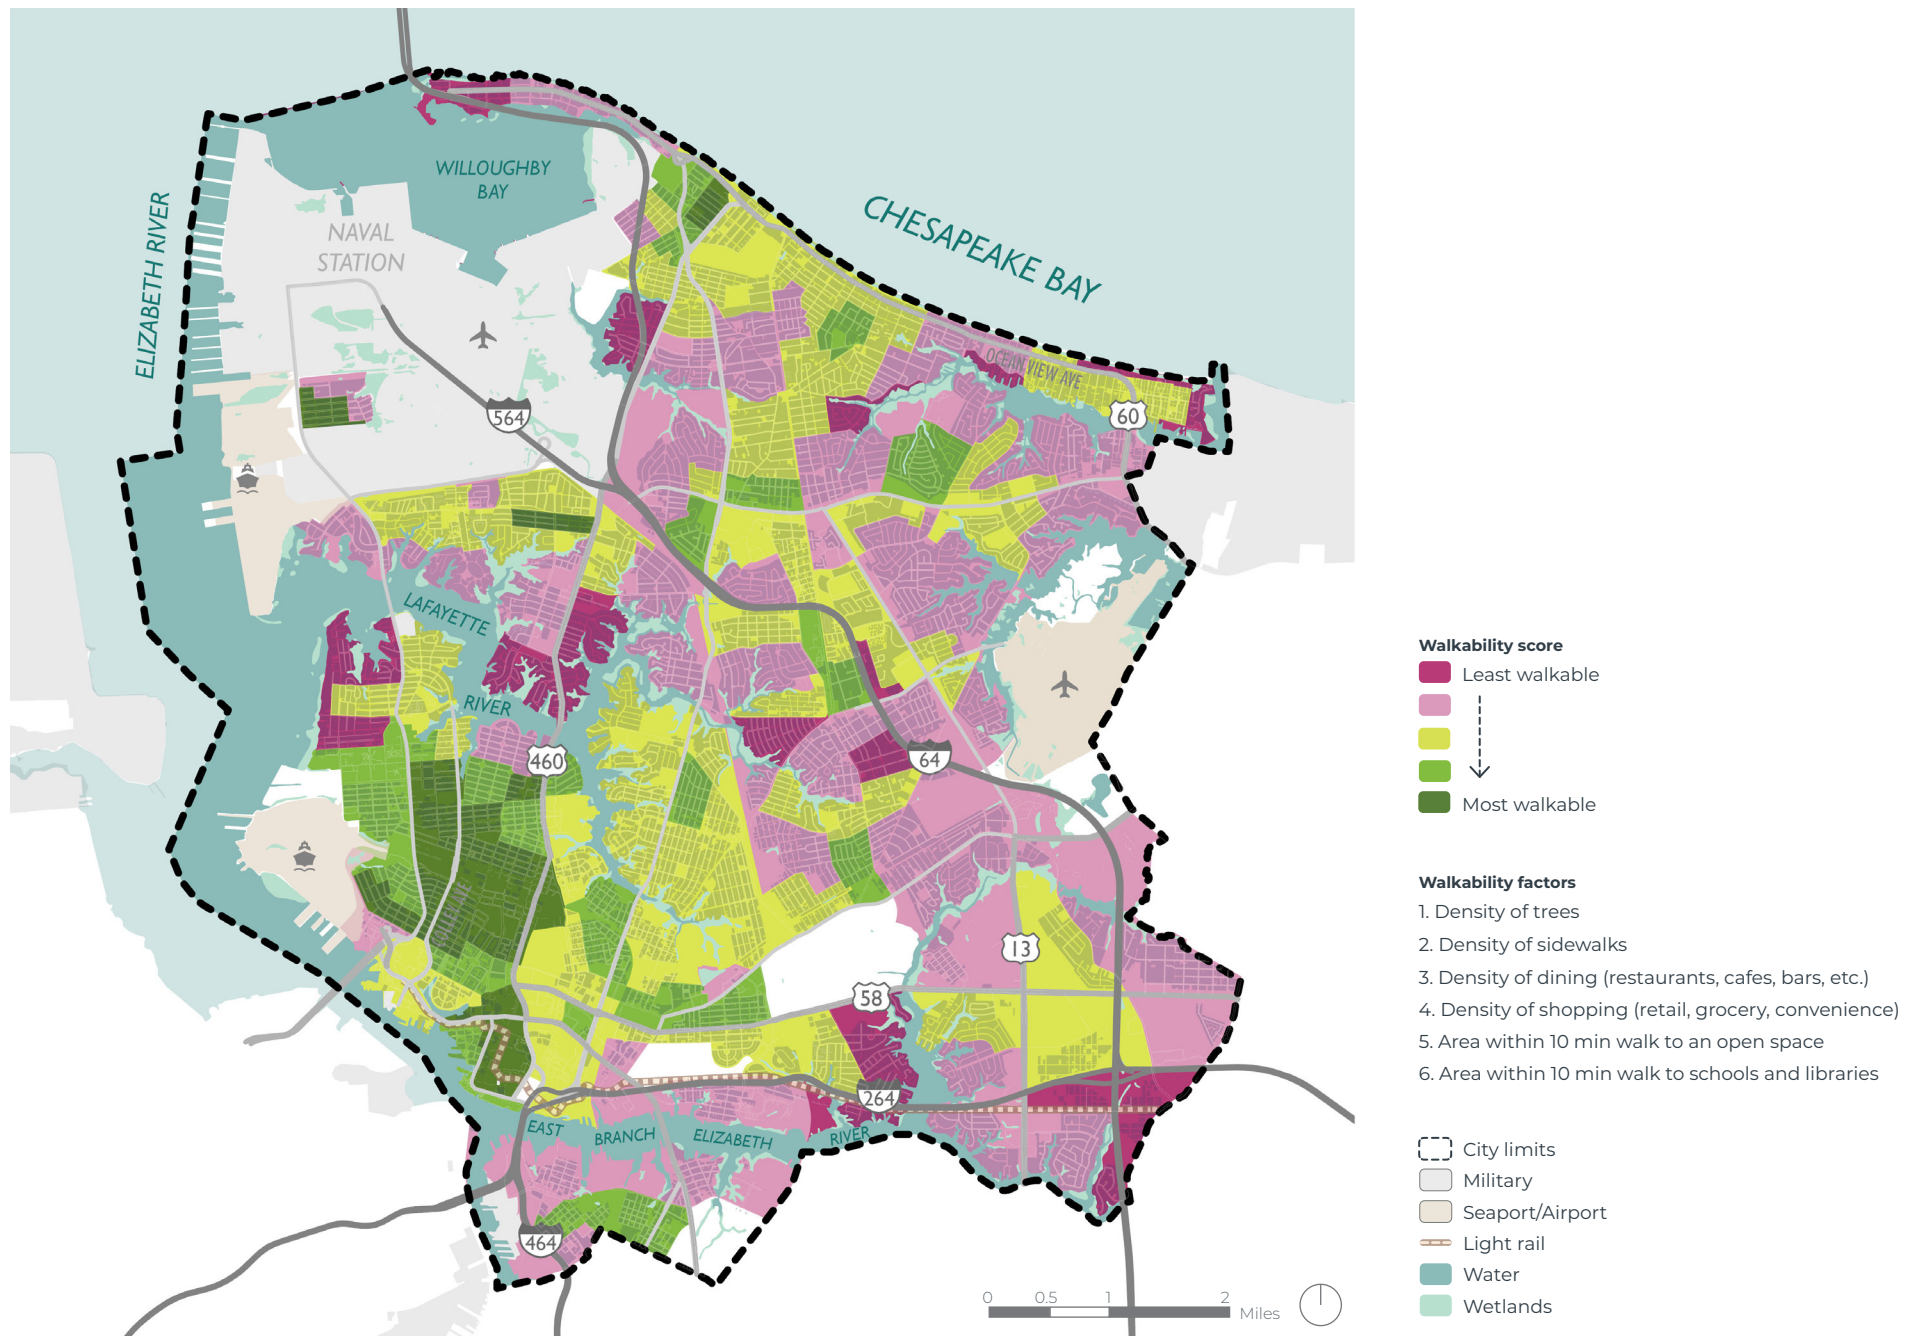 WILLOUGHBY
BAY
ELIZABETH RIVER
NAVAL
STATION
CHESAPEAKE BAY
OCEAN VIEW AVE
564
60
LAFAYETTE
RIVER
460
64
13
58
264
EAST
BRANCH
ELIZABETH
RIVER
464
0 0.5 1 2
Miles
Walkability score
Least walkable
Most walkable
Walkability factors
1. Density of trees
2. Density of sidewalks
3. Density of dining (restaurants, cafes, bars, etc.)
4. Density of shopping (retail, grocery, convenience)
5. Area within 10 min walk to an open space
6. Area within 10 min walk to schools and libraries
City limits
Military
Seaport/Airport
Light rail
Water
Wetlands